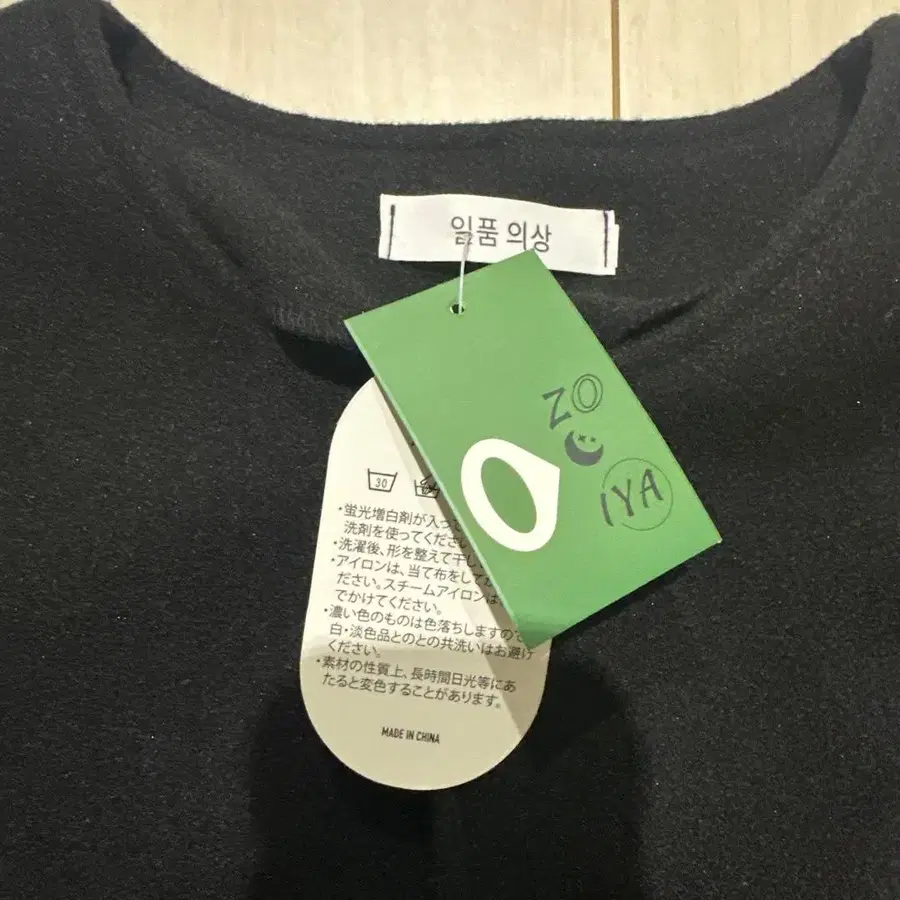 일품 의상
ZO
IYA
30
・蛍光増白剤が入って
洗剤を使ってください
・洗濯後、形を整えて干し
・アイロンは、当て布をして
ださい。スチームアイロンは
でかけてください。
・濃い色のものは色落ちしますので
白・淡色品とのとの共洗いはお避け
ください。
・素材の性質上、長時間日光等にあ
たると変色することがあります。
MADE IN CHINA